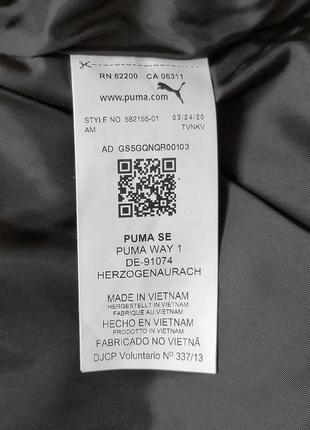 RN 62200 CA 06311
www.puma.com
STYLE NO. 582155-01 03/24/20
AM TVNKV
AD GS5GQNQR00103
PUMA SE
PUMA WAY 1
DE-91074
HERZOGENAURACH
MADE IN VIETNAM
HERGESTELLT IN VIETNAM
FABRIQUÉ AU VIETNAM
HECHO EN VIETNAM
PRODOTTO IN VIETNAM
FABRICADO NO VIETNÃ
DJCP Voluntario Nº 337/13